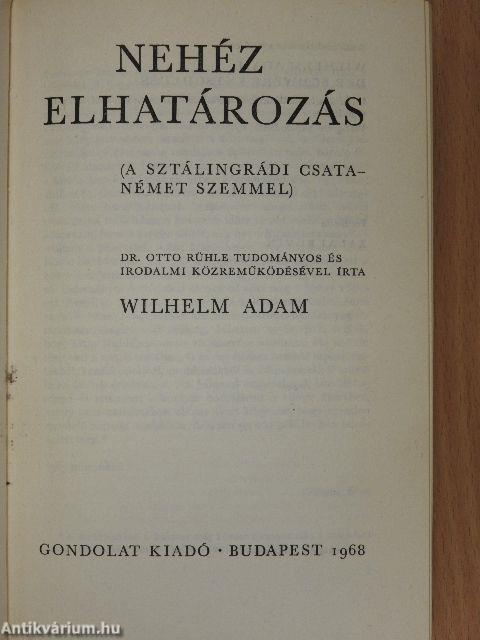 NEHÉZ
ELHATÁROZÁS
(A SZTÁLINGRÁDI CSATA–
NÉMET SZEMMEL)
DR. OTTO RÜHLE TUDOMÁNYOS ÉS
IRODALMI KÖZREMŰKÖDÉSÉVEL ÍRTA
WILHELM ADAM
GONDOLAT KIADÓ · BUDAPEST 1968
Antikvárium.hu